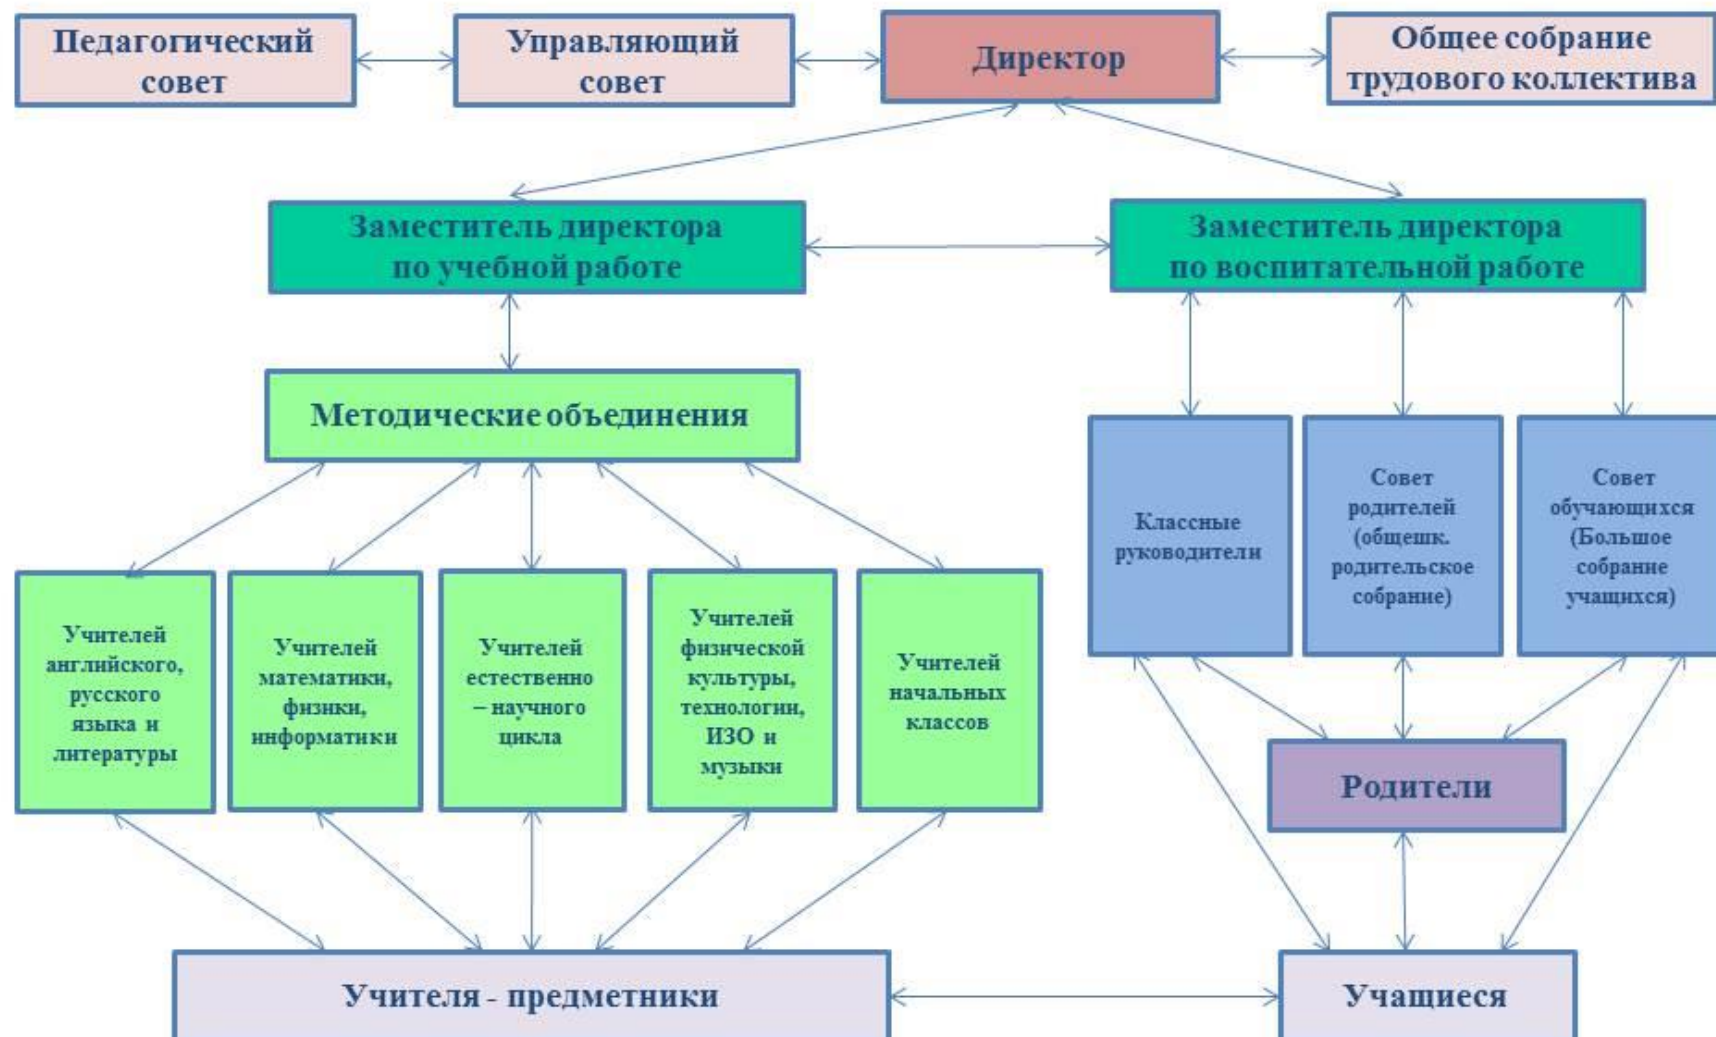 Педагогический
совет
Управляющий
совет
Директор
Общее собрание
трудового коллектива
Заместитель директора
по учебной работе
Заместитель директора
по воспитательной работе
Методические объединения
Классные
руководители
Совет
родителей
(общешк.
родительское
собрание)
Совет
обучающихся
(Большое
собрание
учащихся)
Учителей
английского,
русского
языка и
литературы
Учителей
математики,
физики,
информатики
Учителей
естественно
– научного
цикла
Учителей
физической
культуры,
технологии,
ИЗО и
музыки
Учителей
начальных
классов
Родители
Учителя - предметники
Учащиеся